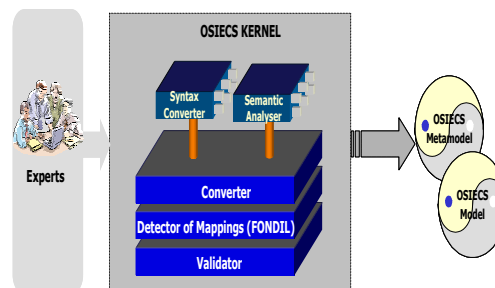 OSIECS KERNEL
Syntax
Converter
Semantic
Analyser
Experts
Converter
Detector of Mappings (FONDIL)
Validator
OSIECS
Metamodel
OSIECS
Model